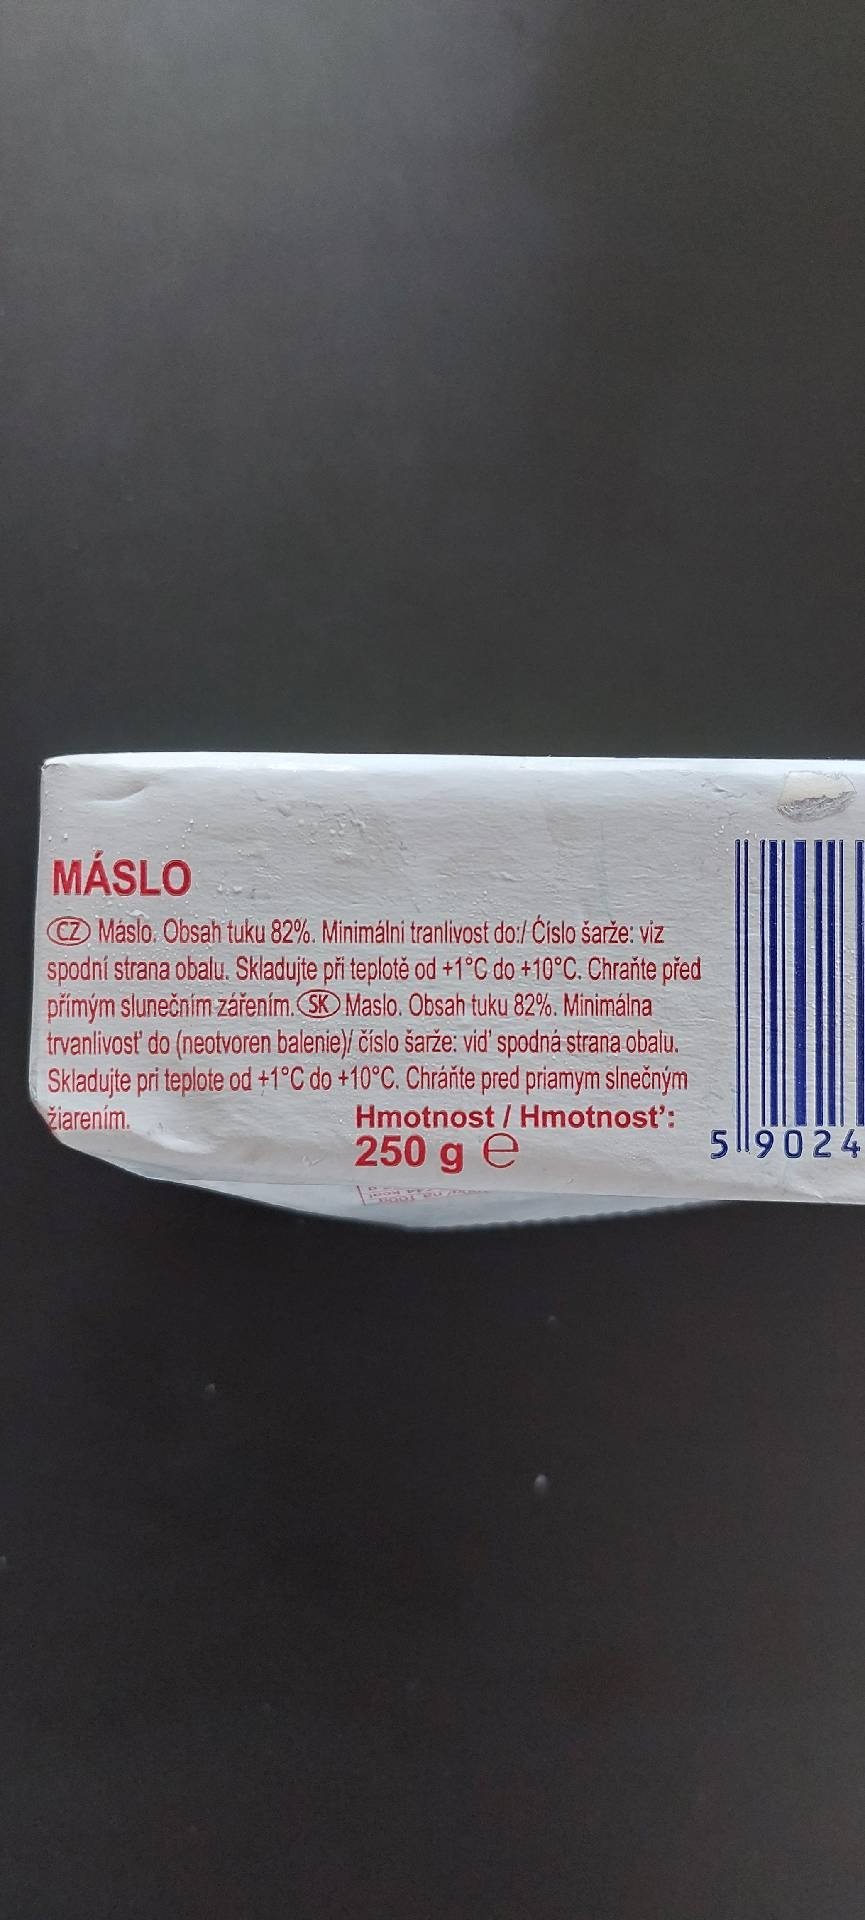 MÁSLO
CZ Máslo. Obsah tuku 82%. Minimálni tranlivost do:/ Číslo šarže: viz
spodní strana obalu. Skladujte při teplotě od +1°C do +10°C. Chraňte před
přímým slunečním zářením. SK Maslo. Obsah tuku 82%. Minimálna
trvanlivosť do (neotvoren balenie)/ číslo šarže: viď spodná strana obalu.
Skladujte pri teplote od +1°C do +10°C. Chráňte pred priamym slnečným
žiarením.
Hmotnost / Hmotnosť:
250 g e
5 9024